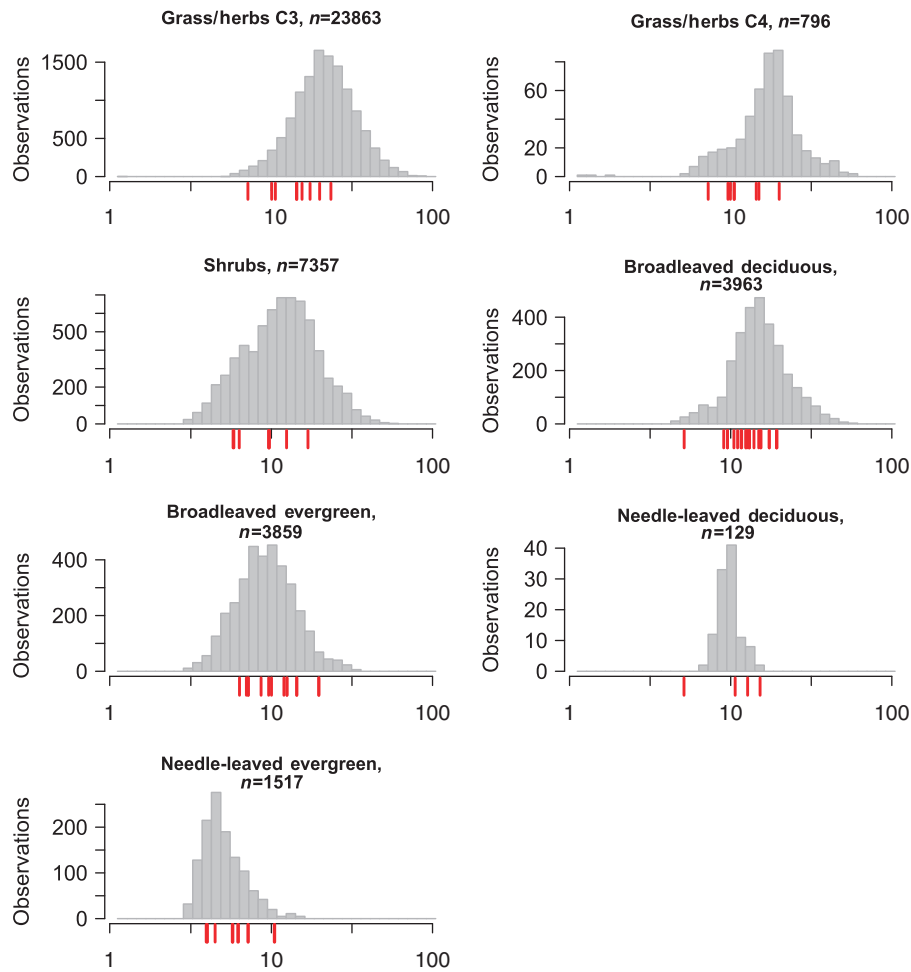 Grass/herbs C3, n=23863
Observations
1500
500
0
1
10
100
Grass/herbs C4, n=796
Observations
60
20
0
1
10
100
Shrubs, n=7357
Observations
500
200
0
1
10
100
Broadleaved deciduous,
n=3963
Observations
400
200
0
1
10
100
Broadleaved evergreen,
n=3859
Observations
400
200
0
1
10
100
Needle-leaved deciduous,
n=129
Observations
40
30
20
10
0
1
10
100
Needle-leaved evergreen,
n=1517
Observations
200
100
0
1
10
100